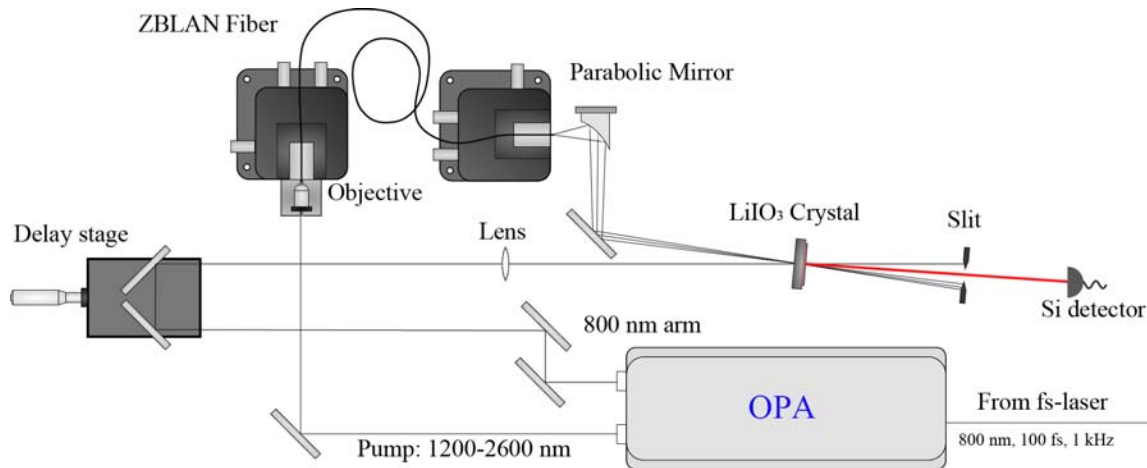 ZBLAN Fiber
Parabolic Mirror
Objective
LiIO₃ Crystal
Slit
Delay stage
Lens
Si detector
800 nm arm
OPA
From fs-laser
800 nm, 100 fs, 1 kHz
Pump: 1200-2600 nm